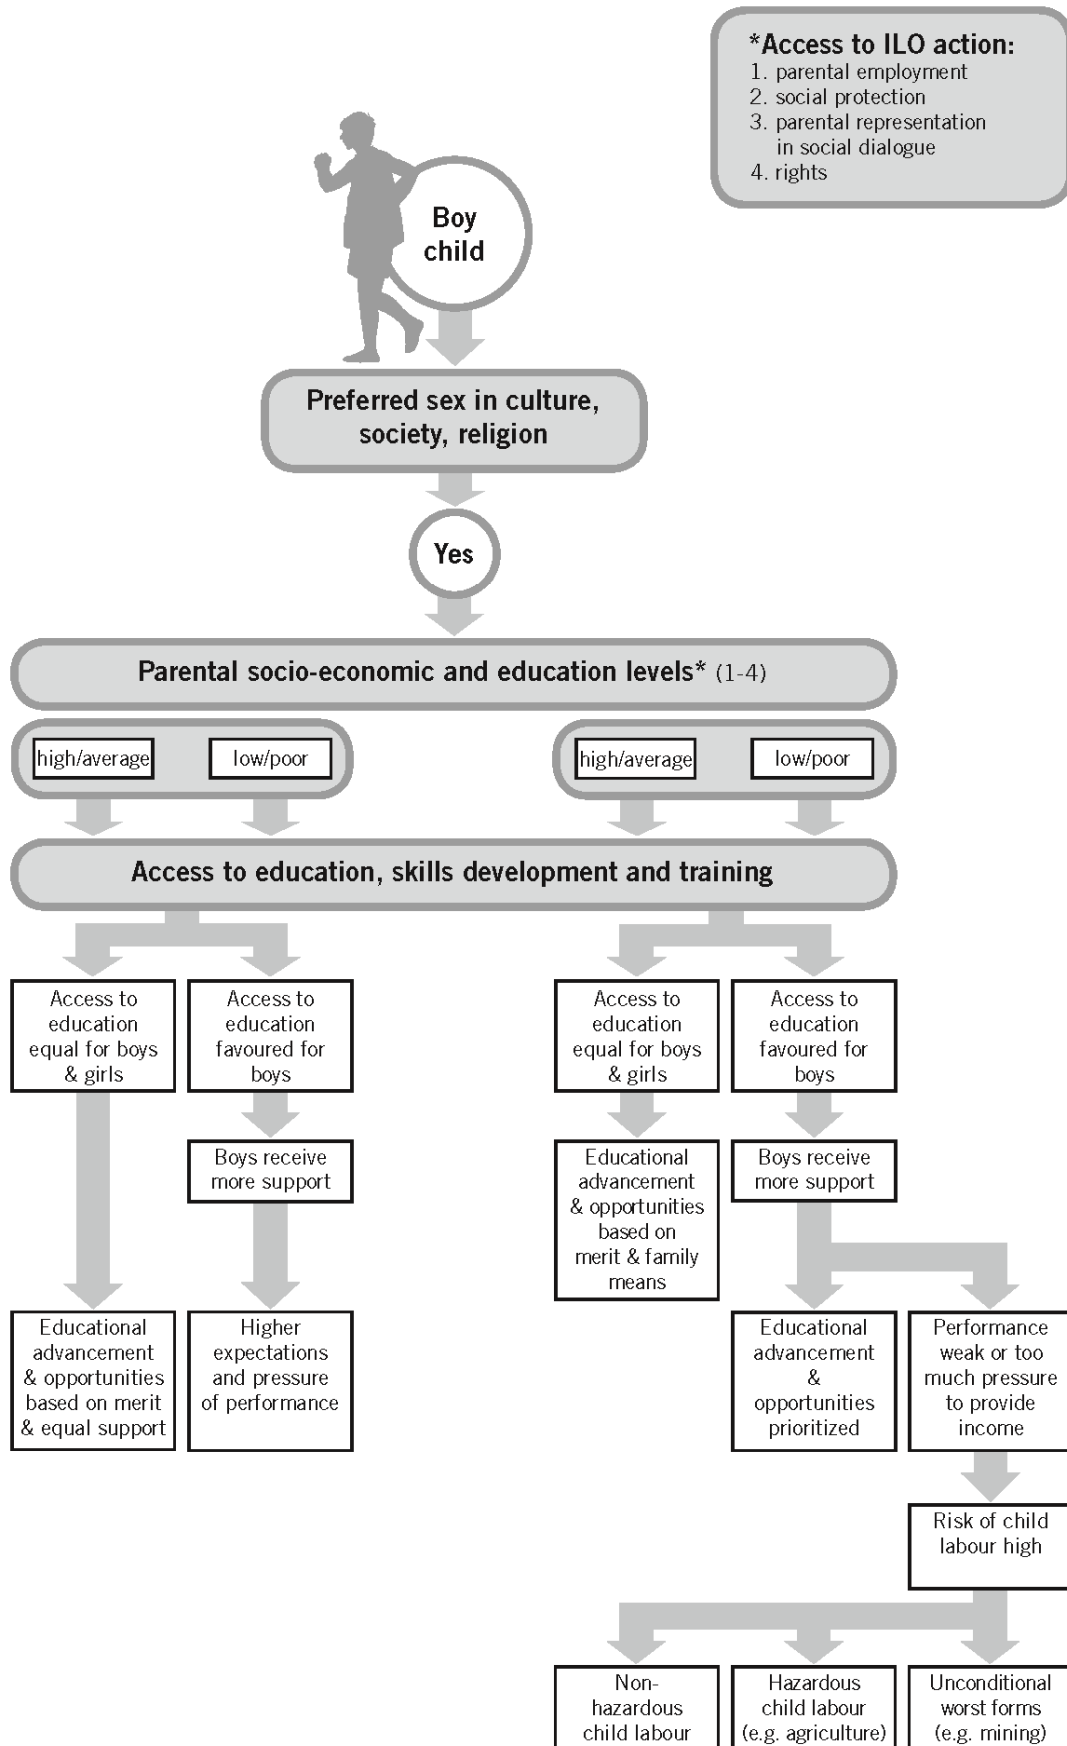 *Access to ILO action:
1. parental employment
2. social protection
3. parental representation
in social dialogue
4. rights
Boy
child
Preferred sex in culture,
society, religion
Yes
Parental socio-economic and education levels* (1-4)
high/average
low/poor
high/average
low/poor
Access to education, skills development and training
Access to
education
equal for boys
& girls
Access to
education
favoured for
boys
Access to
education
equal for boys
& girls
Access to
education
favoured for
boys
Boys receive
more support
Educational
advancement
& opportunities
based on
merit & family
means
Boys receive
more support
Educational
advancement
& opportunities
based on merit
& equal support
Higher
expectations
and pressure
of performance
Educational
advancement
&
opportunities
prioritized
Performance
weak or too
much pressure
to provide
income
Risk of child
labour high
Non-
hazardous
child labour
Hazardous
child labour
(e.g. agriculture)
Unconditional
worst forms
(e.g. mining)